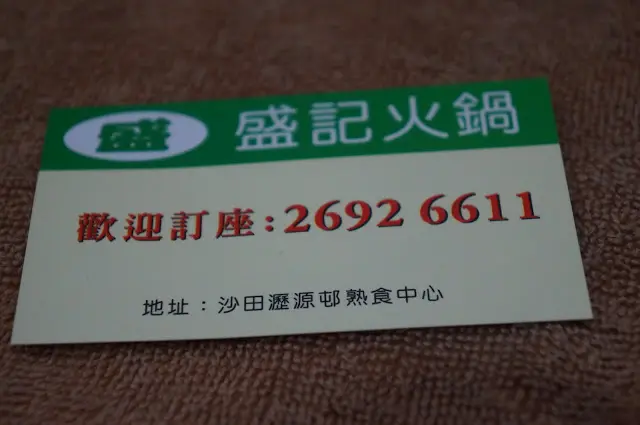 盛 盛記火鍋
歡迎訂座:2692 6611
地址：沙田瀝源邨熟食中心